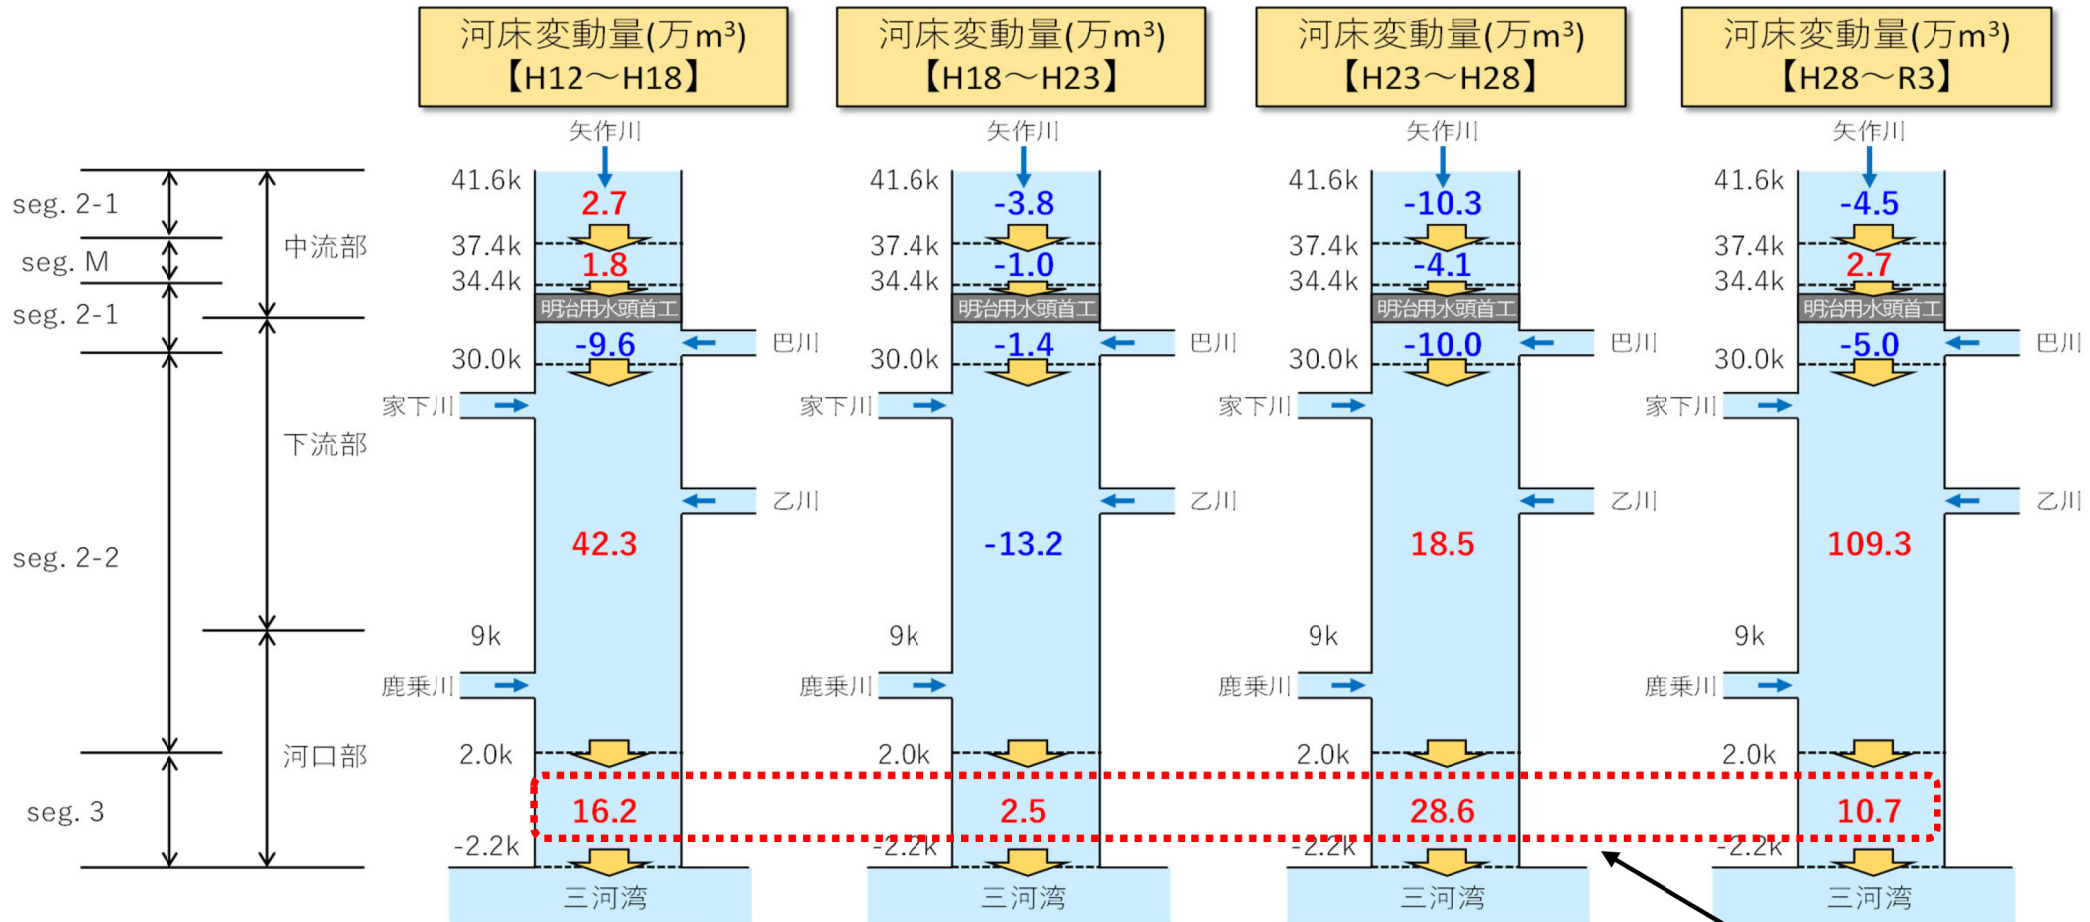 河床変動量(万m³)
【H12～H18】
河床変動量(万m³)
【H18～H23】
河床変動量(万m³)
【H23～H28】
河床変動量(万m³)
【H28～R3】
seg. 2-1
seg. M
seg. 2-1
seg. 2-2
seg. 3
中流部
下流部
河口部
矢作川
41.6k
2.7
37.4k
1.8
34.4k
明治用水頭首工
-9.6
巴川
30.0k
家下川
乙川
42.3
9k
鹿乗川
2.0k
16.2
-2.2k
三河湾
矢作川
41.6k
-3.8
37.4k
-1.0
34.4k
明治用水頭首工
-1.4
巴川
30.0k
家下川
乙川
-13.2
9k
鹿乗川
2.0k
2.5
-2.2k
三河湾
矢作川
41.6k
-10.3
37.4k
-4.1
34.4k
明治用水頭首工
-10.0
巴川
30.0k
家下川
乙川
18.5
9k
鹿乗川
2.0k
28.6
-2.2k
三河湾
矢作川
41.6k
-4.5
37.4k
2.7
34.4k
明治用水頭首工
-5.0
巴川
30.0k
家下川
乙川
109.3
9k
鹿乗川
2.0k
10.7
-2.2k
三河湾